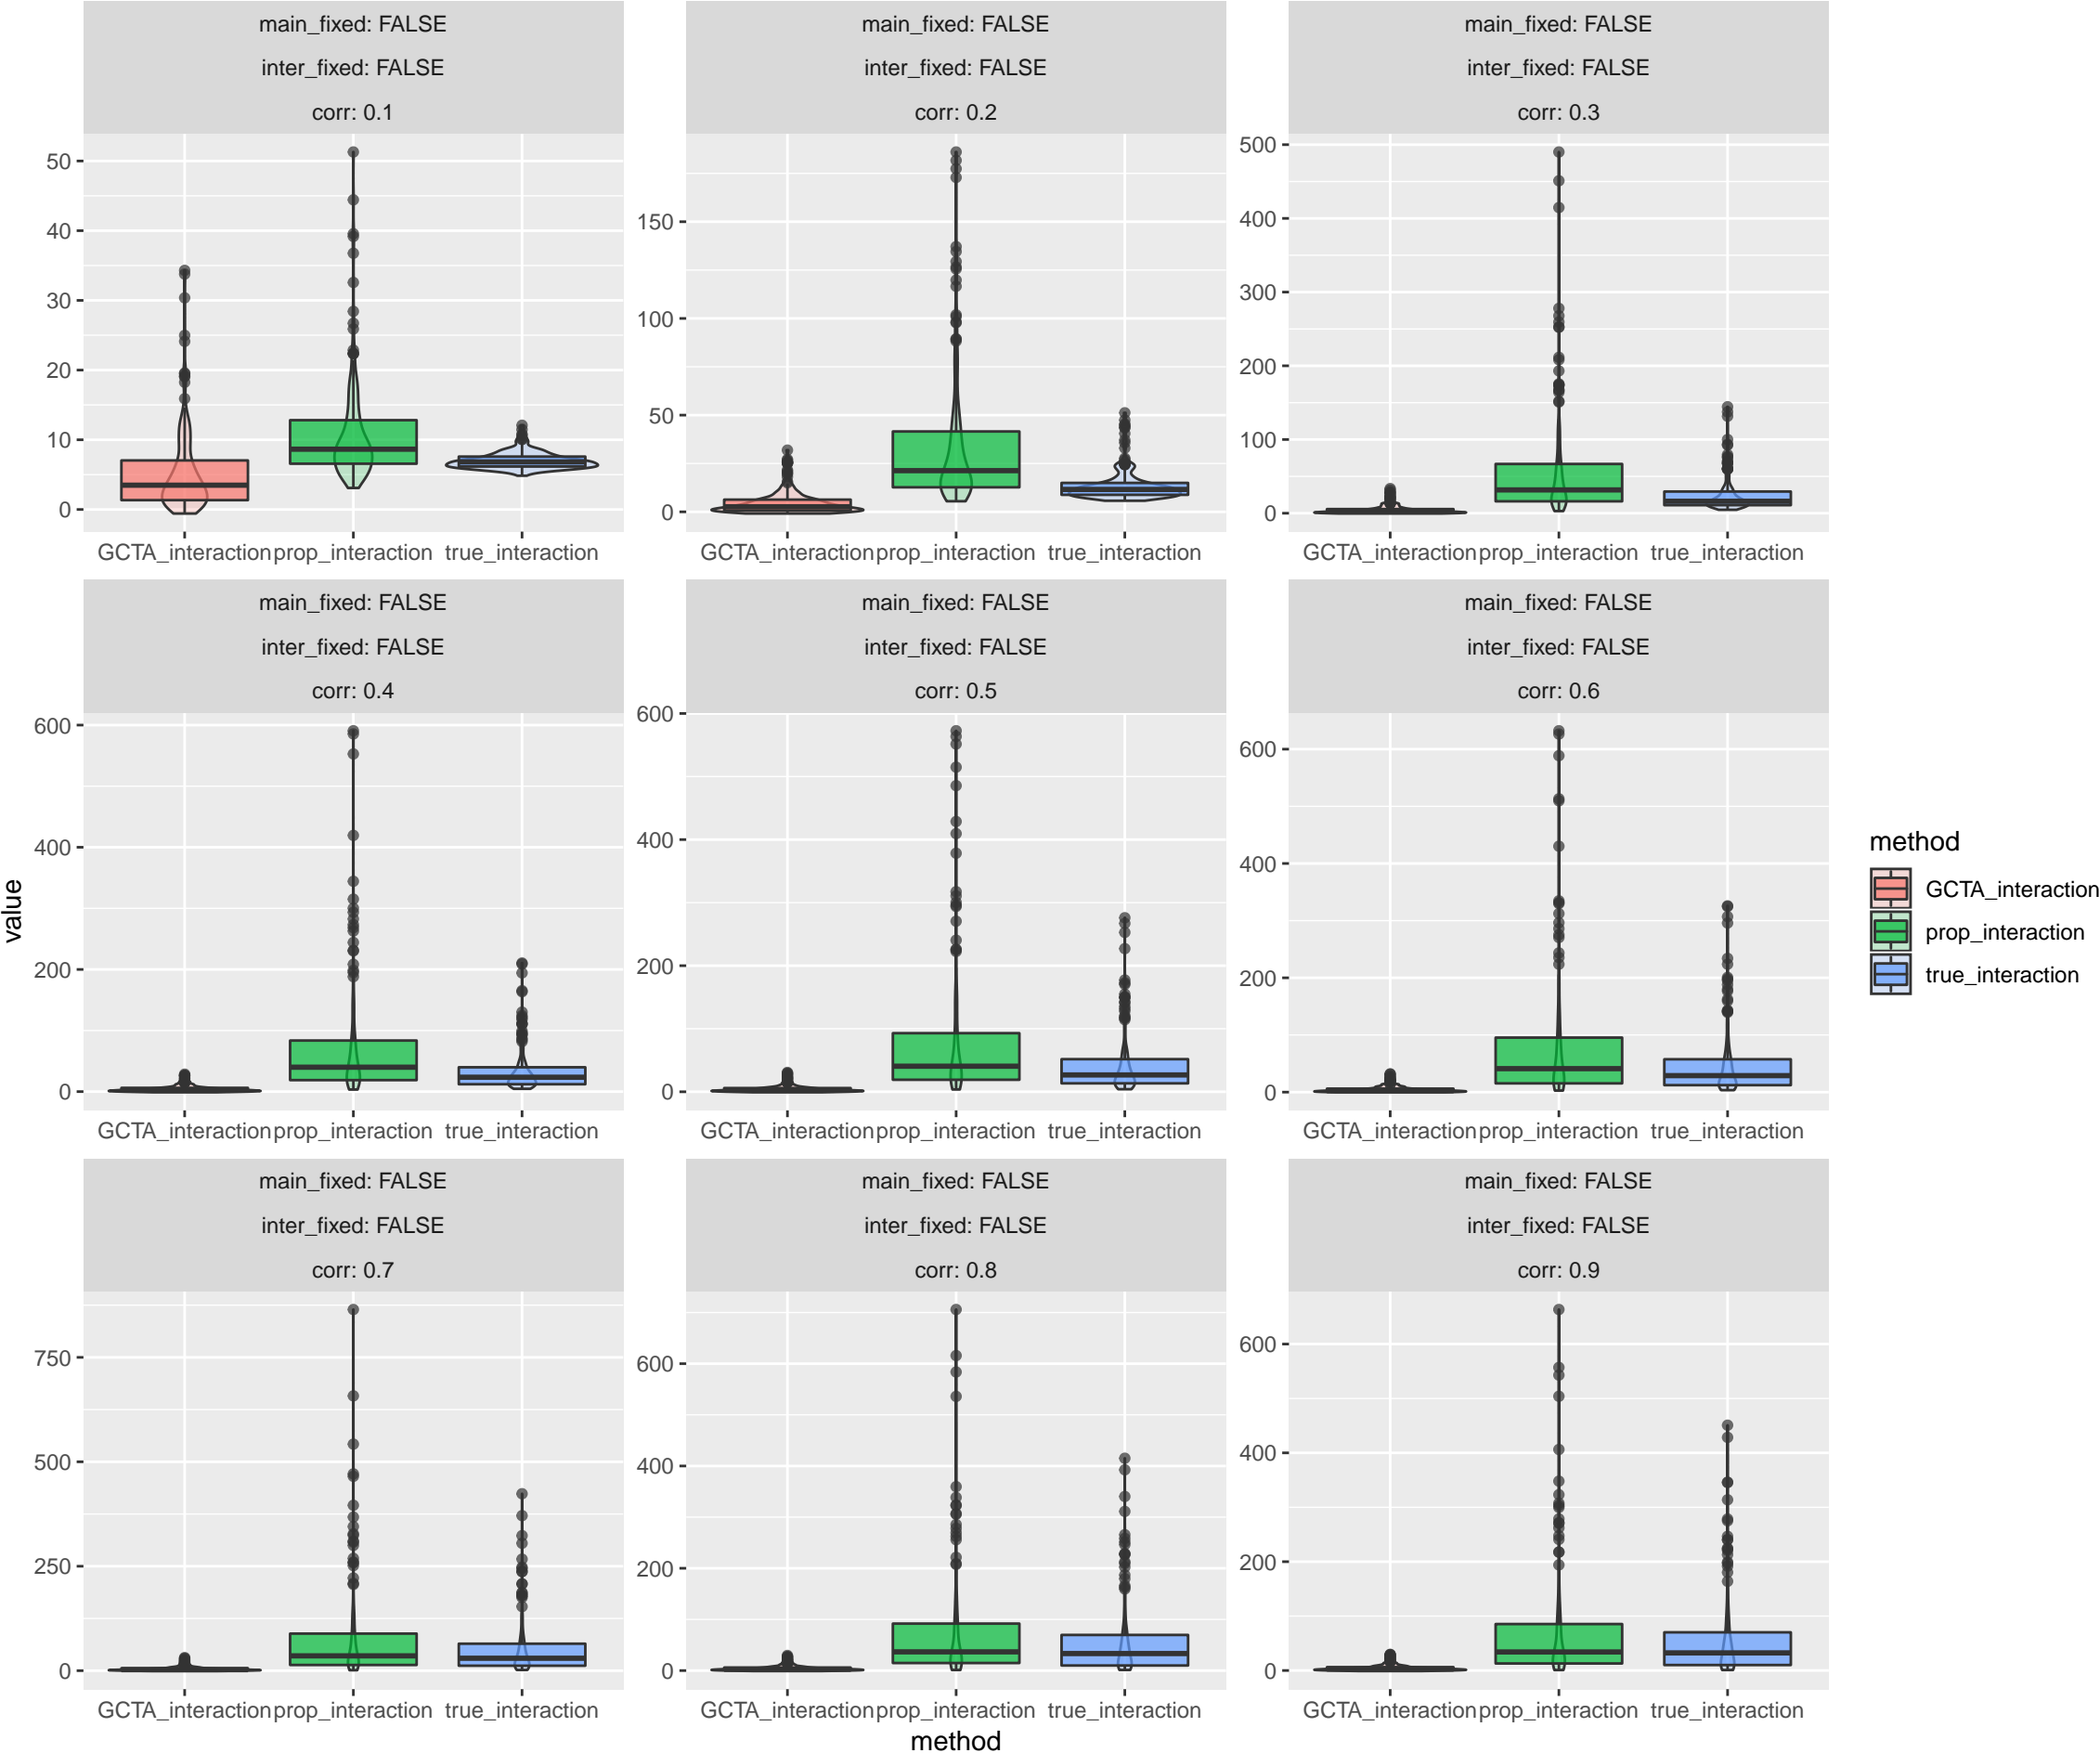 main_fixed: FALSE
inter_fixed: FALSE
corr: 0.1
50
40
30
20
10
0
GCTA_interaction prop_interaction true_interaction
main_fixed: FALSE
inter_fixed: FALSE
corr: 0.2
150
100
50
0
GCTA_interaction prop_interaction true_interaction
main_fixed: FALSE
inter_fixed: FALSE
corr: 0.3
500
400
300
200
100
0
GCTA_interaction prop_interaction true_interaction
main_fixed: FALSE
inter_fixed: FALSE
corr: 0.4
600
400
200
0
GCTA_interaction prop_interaction true_interaction
main_fixed: FALSE
inter_fixed: FALSE
corr: 0.5
600
400
200
0
GCTA_interaction prop_interaction true_interaction
main_fixed: FALSE
inter_fixed: FALSE
corr: 0.6
600
400
200
0
GCTA_interaction prop_interaction true_interaction
main_fixed: FALSE
inter_fixed: FALSE
corr: 0.7
750
500
250
0
GCTA_interaction prop_interaction true_interaction
main_fixed: FALSE
inter_fixed: FALSE
corr: 0.8
600
400
200
0
GCTA_interaction prop_interaction true_interaction
main_fixed: FALSE
inter_fixed: FALSE
corr: 0.9
600
400
200
0
GCTA_interaction prop_interaction true_interaction
value
method
method
GCTA_interaction
prop_interaction
true_interaction